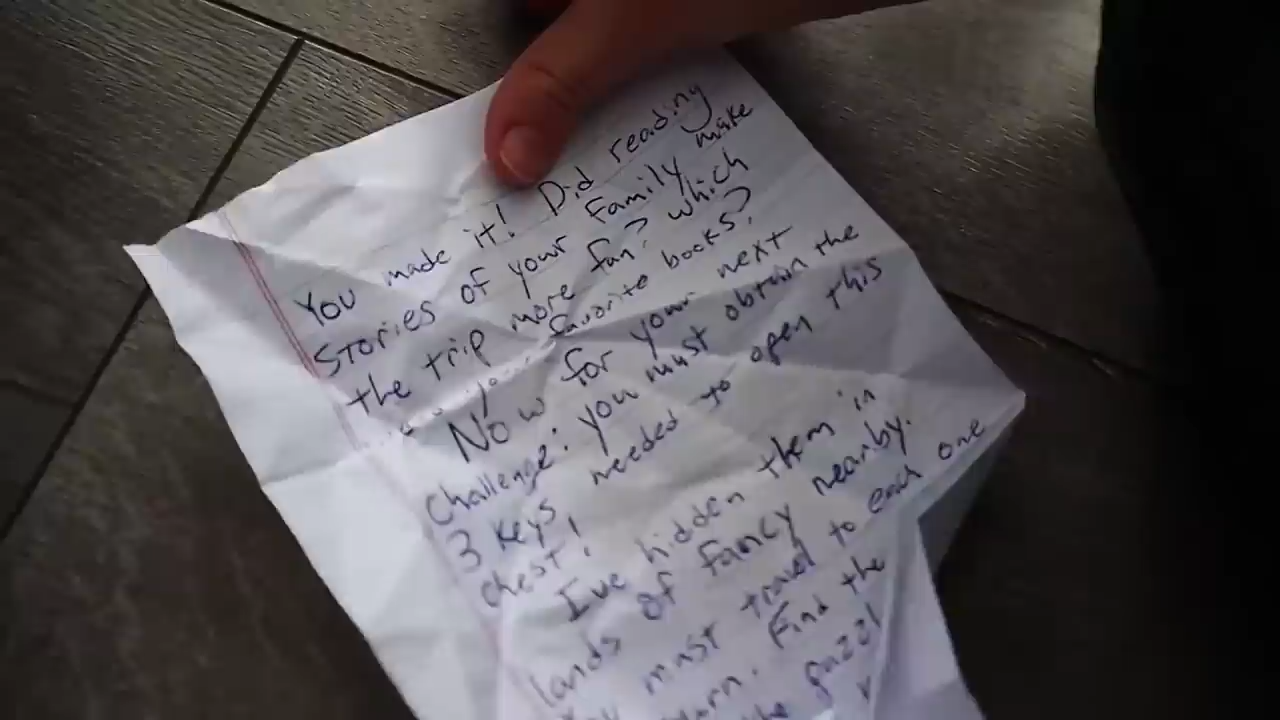 You made it! Did reading
Stories of your Family make
the trip more fun? which
your favorite books?
Now for your next
Challenge: you must obtain the
3 keys needed to open this
chest!
I've hidden them in
lands of fancy nearby.
must travel to each one
Find the
the